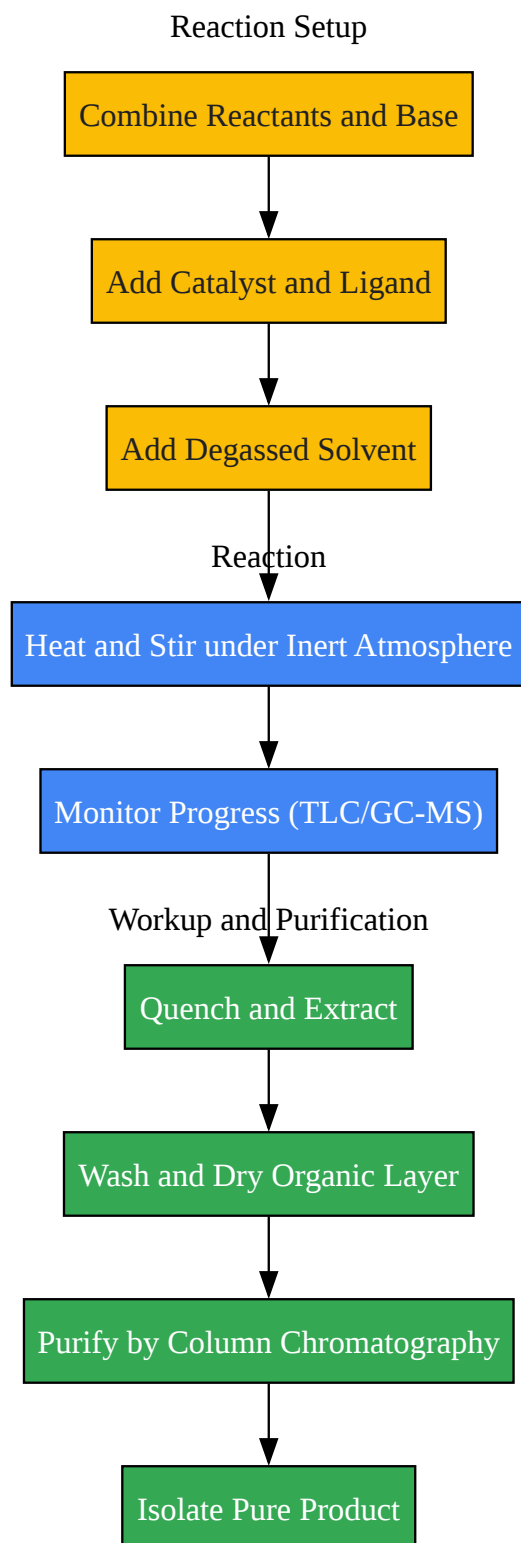 Reaction Setup
Combine Reactants and Base
Add Catalyst and Ligand
Add Degassed Solvent
Reaction
Heat and Stir under Inert Atmosphere
Monitor Progress (TLC/GC-MS)
Workup and Purification
Quench and Extract
Wash and Dry Organic Layer
Purify by Column Chromatography
Isolate Pure Product